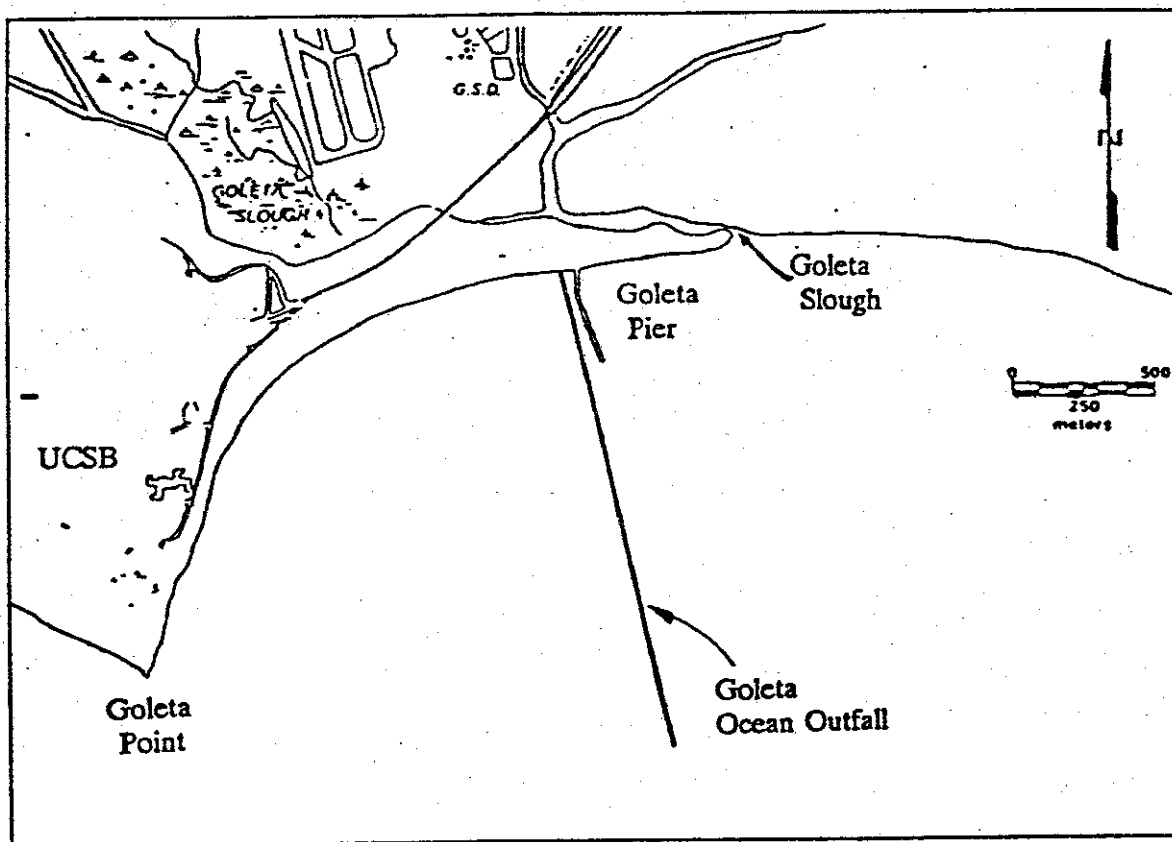 G.S.D.
N
GOLETA
SLOUGH
Goleta
Slough
Goleta
Pier
0 500
250
meters
UCSB
Goleta
Ocean Outfall
Goleta
Point